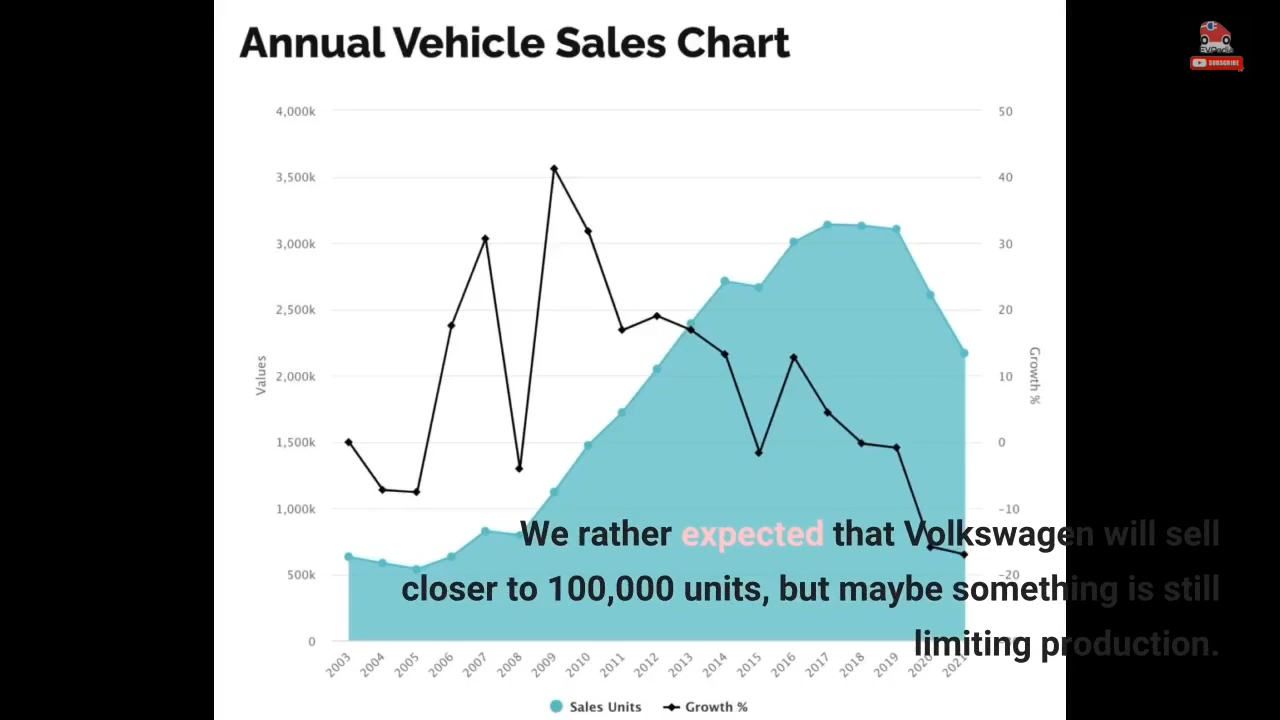 Annual Vehicle Sales Chart
EVPedia
SUBSCRIBE
4,000k
50
3,500k
40
3,000k
30
2,500k
20
2,000k
10
Values
Growth %
1,500k
0
1,000k
-10
500k
-20
0
We rather expected that Volkswagen will sell
closer to 100,000 units, but maybe something is still
limiting production.
2003 2004 2005 2006 2007 2008 2009 2010 2011 2012 2013 2014 2015 2016 2017 2018 2019 2020 2021
Sales Units Growth %